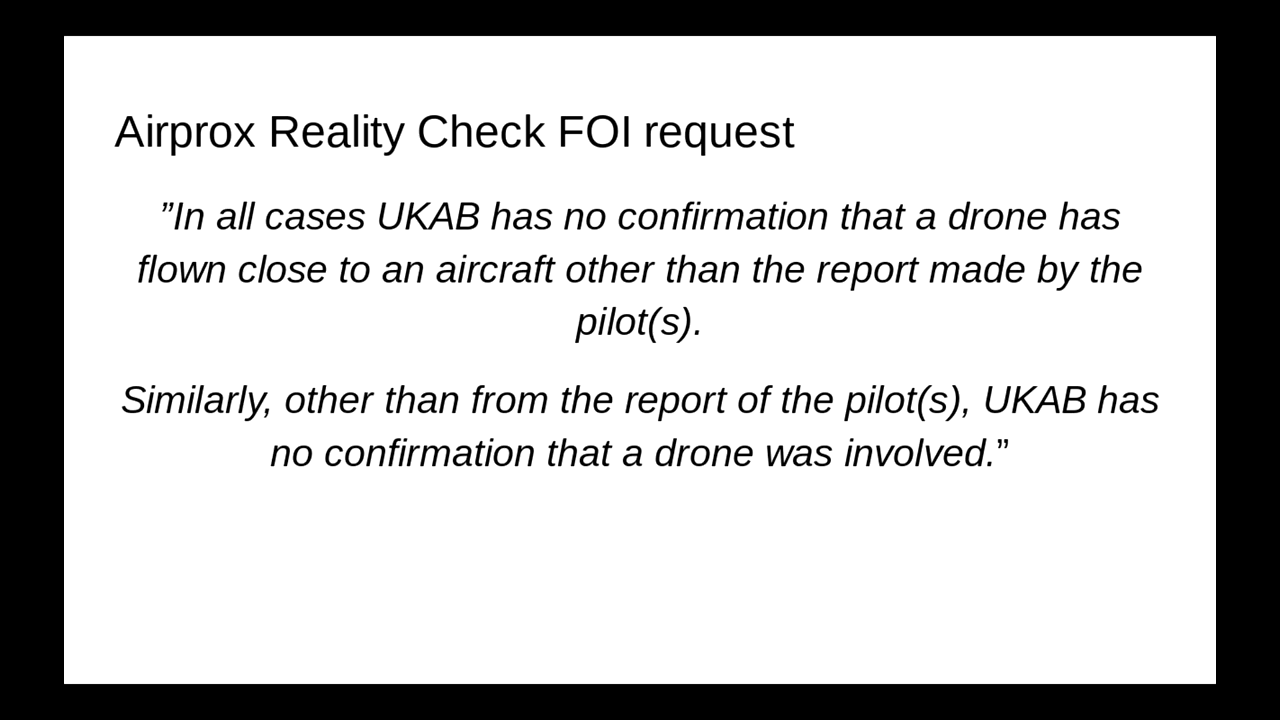 Airprox Reality Check FOI request
”In all cases UKAB has no confirmation that a drone has
flown close to an aircraft other than the report made by the
pilot(s).
Similarly, other than from the report of the pilot(s), UKAB has
no confirmation that a drone was involved.”